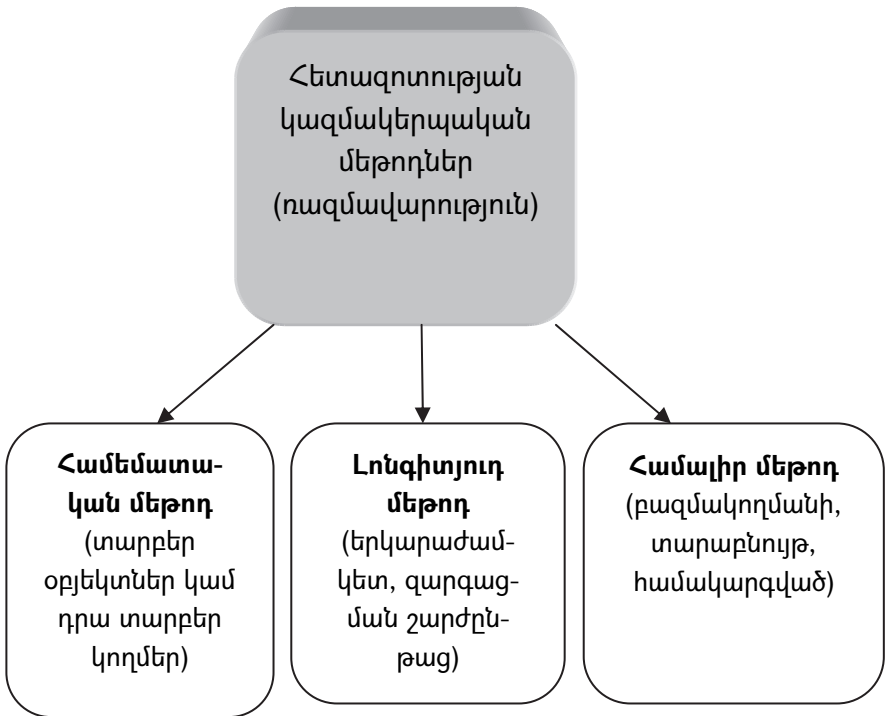 Հետազոտության
կազմակերպական
մեթոդներ
(ռազմավարություն)
Համեմատա-
կան մեթոդ
(տարբեր
օբյեկտներ կամ
դրա տարբեր
կողմեր)
Լոնգիտյուդ
մեթոդ
(երկարաժամ-
կետ, զարգաց-
ման շարժըն-
թաց)
Համալիր մեթոդ
(բազմակողմանի,
տարաբնույթ,
համակարգված)